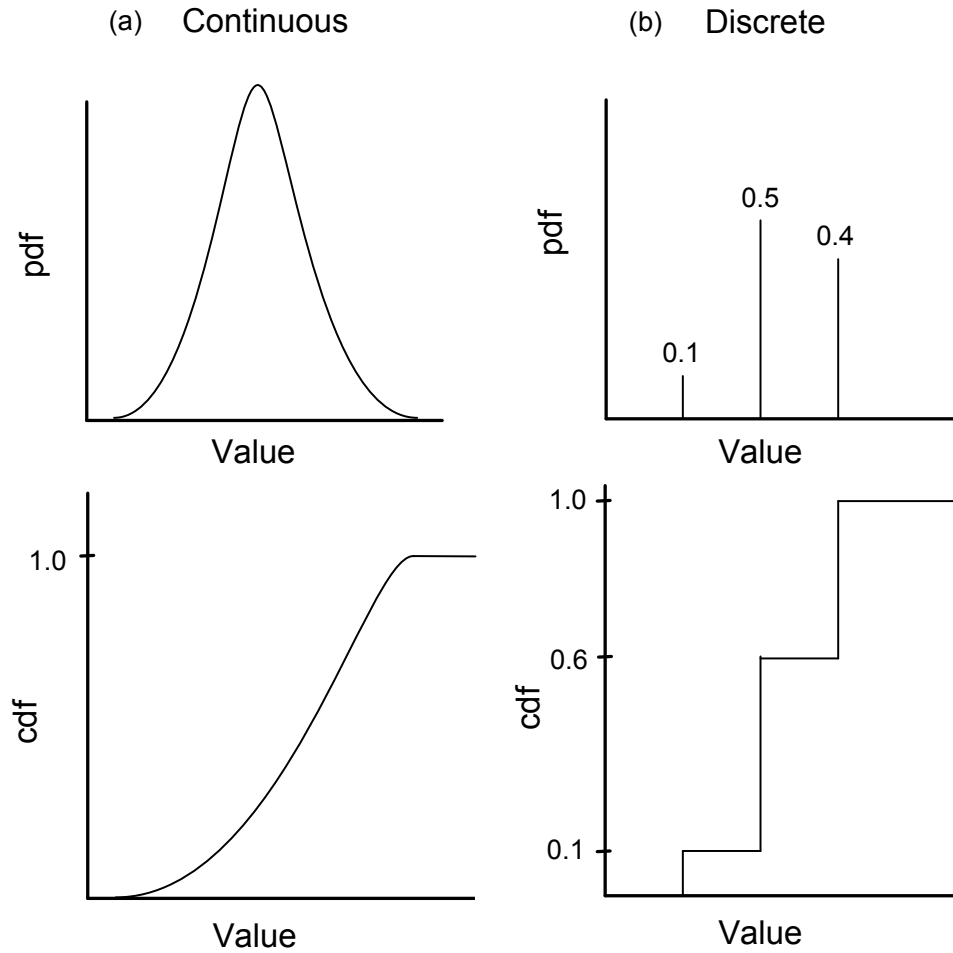 (a) Continuous
pdf
Value
1.0
cdf
Value
(b) Discrete
pdf
0.5
0.4
0.1
Value
1.0
0.6
cdf
0.1
Value